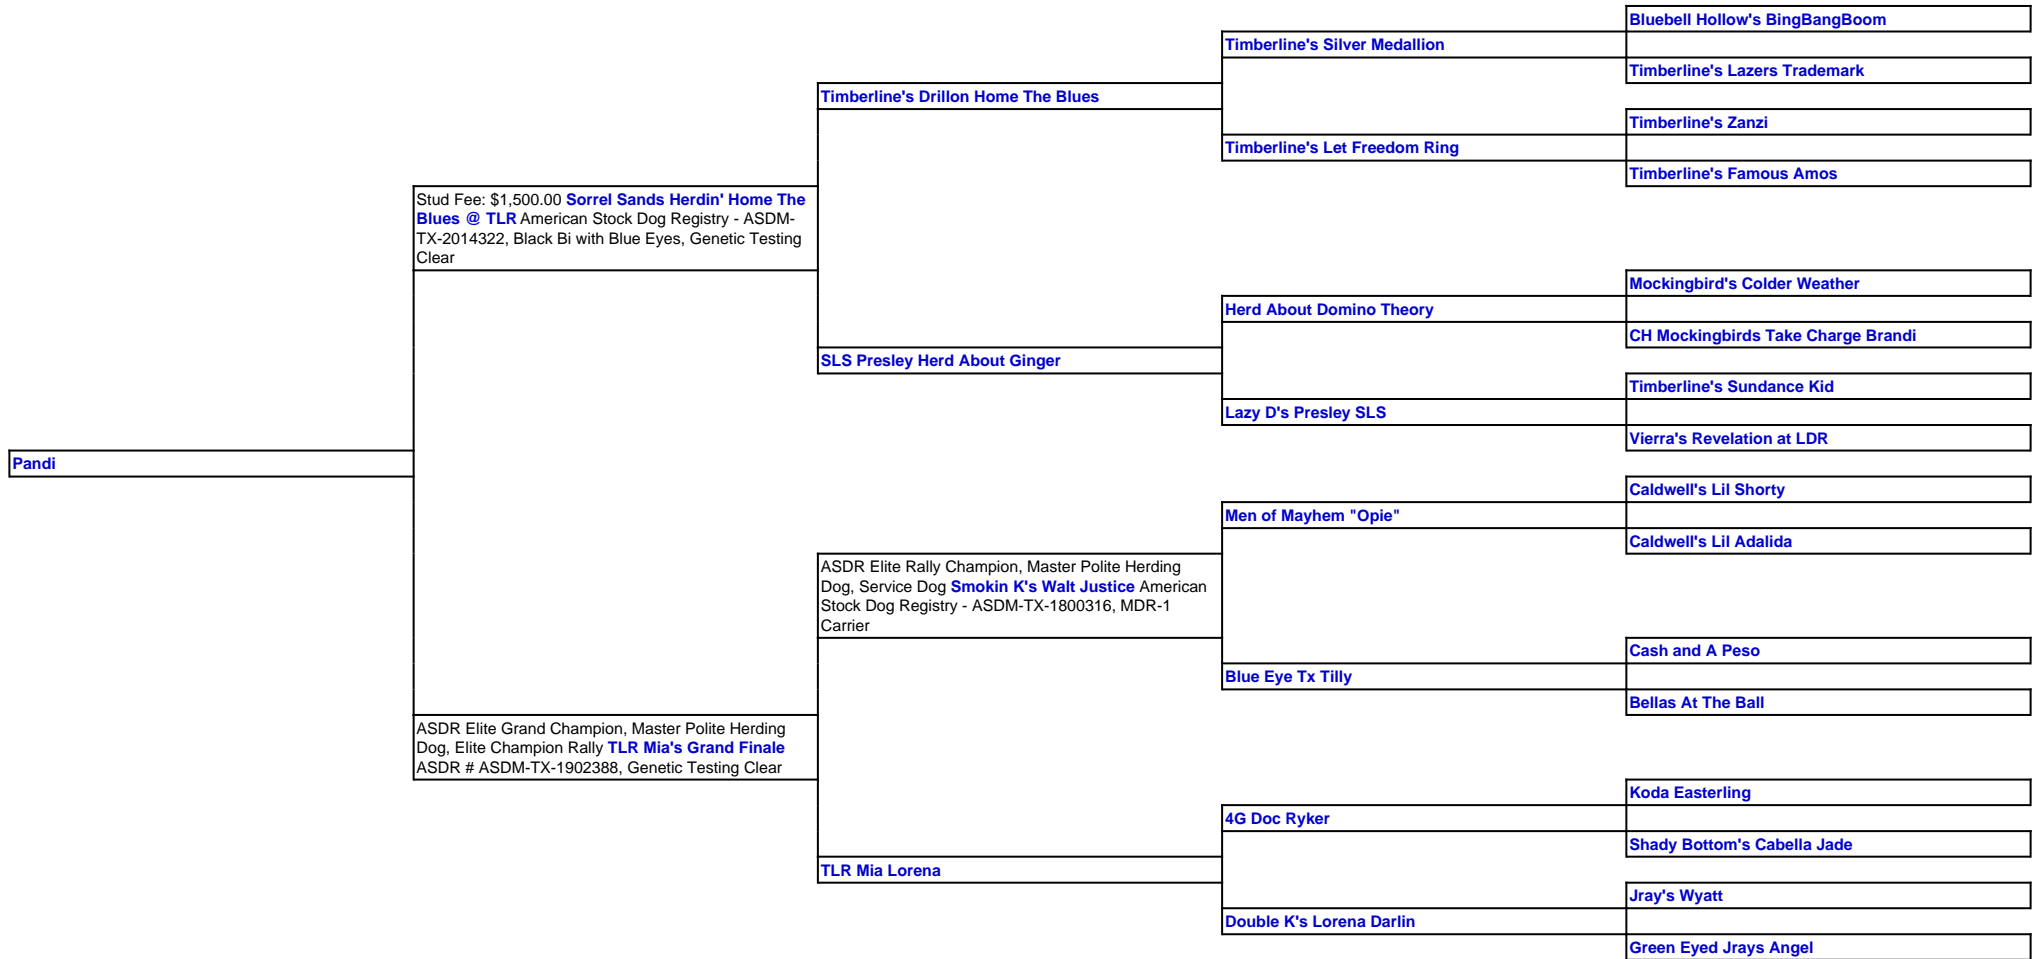 Bluebell Hollow's BingBangBoom
Timberline's Silver Medallion
Timberline's Lazers Trademark
Timberline's Drillon Home The Blues
Timberline's Zanzi
Timberline's Let Freedom Ring
Timberline's Famous Amos
Stud Fee: $1,500.00 Sorrel Sands Herdin' Home The
Blues @ TLR American Stock Dog Registry - ASDM-
TX-2014322, Black Bi with Blue Eyes, Genetic Testing
Clear
Mockingbird's Colder Weather
Herd About Domino Theory
CH Mockingbirds Take Charge Brandi
SLS Presley Herd About Ginger
Timberline's Sundance Kid
Lazy D's Presley SLS
Vierra's Revelation at LDR
Pandi
Caldwell's Lil Shorty
Men of Mayhem "Opie"
Caldwell's Lil Adalida
ASDR Elite Rally Champion, Master Polite Herding
Dog, Service Dog Smokin K's Walt Justice American
Stock Dog Registry - ASDM-TX-1800316, MDR-1
Carrier
Cash and A Peso
Blue Eye Tx Tilly
Bellas At The Ball
ASDR Elite Grand Champion, Master Polite Herding
Dog, Elite Champion Rally TLR Mia's Grand Finale
ASDR # ASDM-TX-1902388, Genetic Testing Clear
Koda Easterling
4G Doc Ryker
Shady Bottom's Cabella Jade
TLR Mia Lorena
Jray's Wyatt
Double K's Lorena Darlin
Green Eyed Jrays Angel